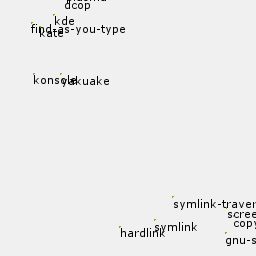 dcop
kde
find-as-you-type
kate
konsole
yakuake
symlink-traver
scree
copy
symlink
hardlink
gnu-s